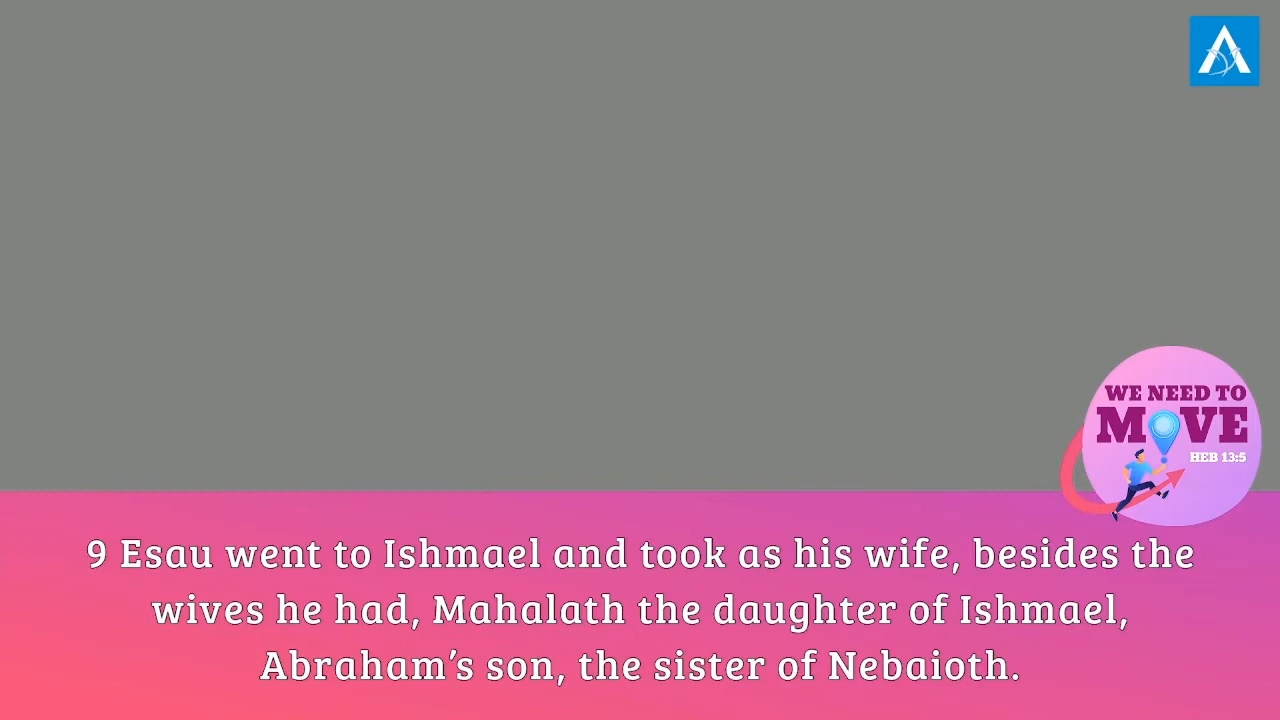 WE NEED TO
MOVE
HEB 13:5
9 Esau went to Ishmael and took as his wife, besides the
wives he had, Mahalath the daughter of Ishmael,
Abraham’s son, the sister of Nebaioth.